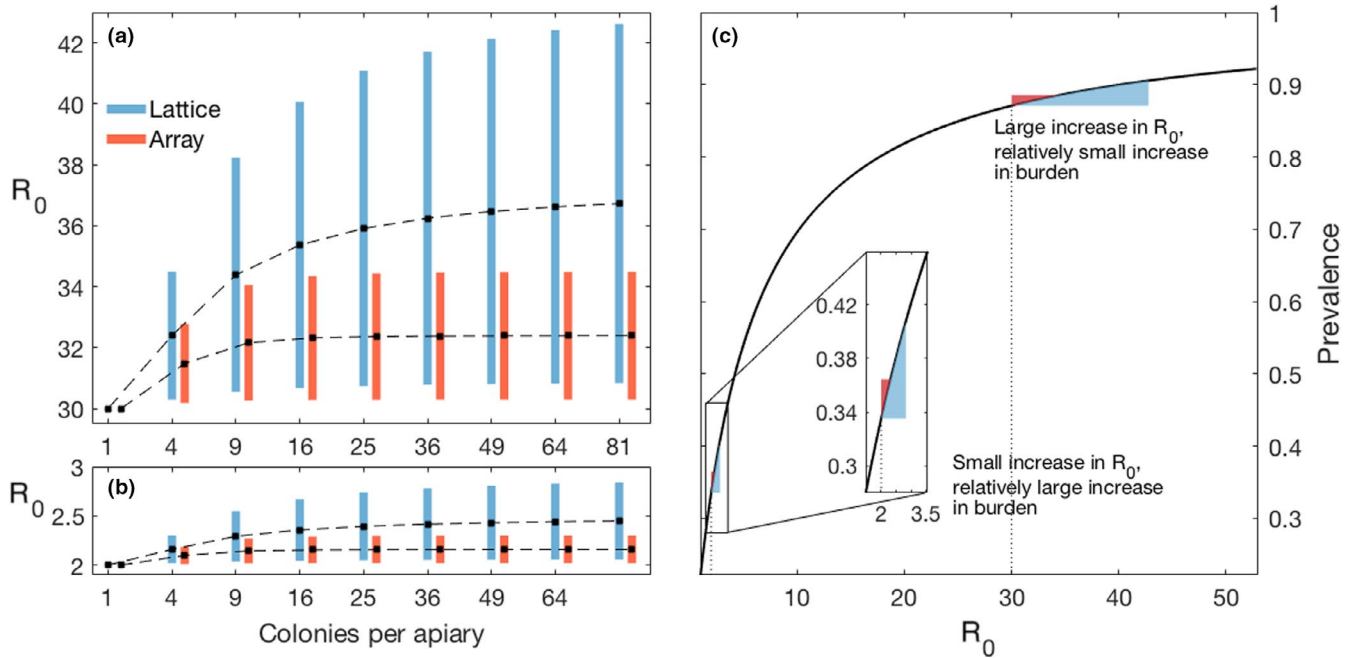 (a)
42
40
38
36
34
32
30
R0
Lattice
Array
1 4 9 16 25 36 49 64 81
(b)
3
2.5
2
R0
1 4 9 16 25 36 49 64
Colonies per apiary
(c)
1
0.9
0.8
0.7
0.6
0.5
0.4
0.3
Prevalence
Large increase in R0,
relatively small increase
in burden
0.42
0.38
0.34
0.3
2 3.5
Small increase in R0,
relatively large increase
in burden
10 20 30 40 50
R0